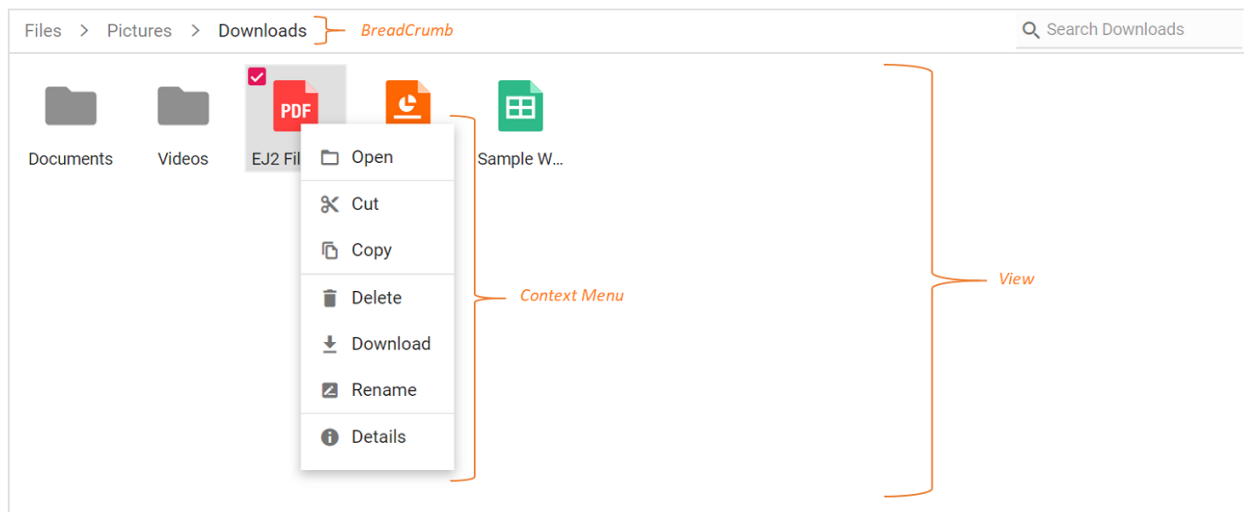 Files > Pictures > Downloads
BreadCrumb
Search Downloads
PDF
Documents
Videos
EJ2 Fil
Sample W...
Open
Cut
Copy
Delete
Download
Rename
Details
Context Menu
View